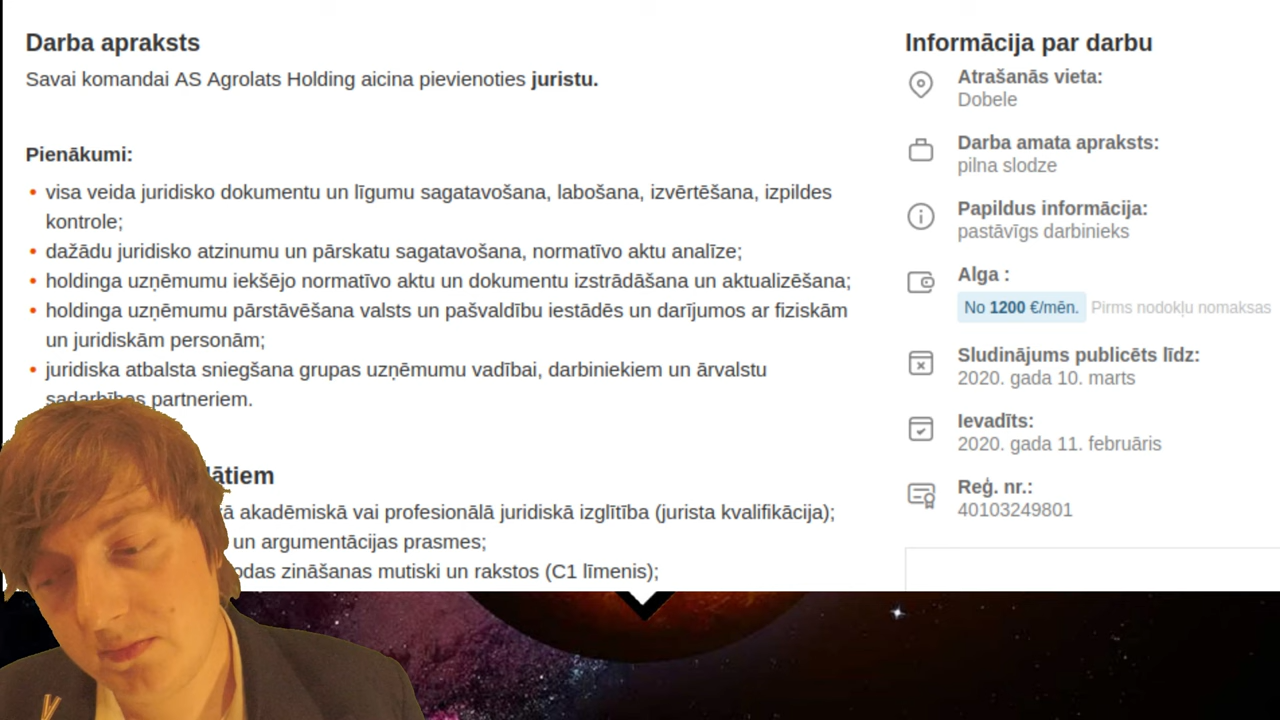 Darba apraksts
Savai komandai AS Agrolats Holding aicina pievienoties juristu.
Pienākumi:
• visa veida juridisko dokumentu un līgumu sagatavošana, labošana, izvērtēšana, izpildes
kontrole;
• dažādu juridisko atzinumu un pārskatu sagatavošana, normatīvo aktu analīze;
• holdinga uzņēmumu iekšējo normatīvo aktu un dokumentu izstrādāšana un aktualizēšana;
• holdinga uzņēmumu pārstāvēšana valsts un pašvaldību iestādēs un darījumos ar fiziskām
un juridiskām personām;
• juridiska atbalsta sniegšana grupas uzņēmumu vadībai, darbiniekiem un ārvalstu
sadarbības partneriem.
akadēmiskā vai profesionālā juridiskā izglītība (jurista kvalifikācija);
un argumentācijas prasmes;
zināšanas mutiski un rakstos (C1 līmenis);
Informācija par darbu
Atrašanās vieta:
Dobele
Darba amata apraksts:
pilna slodze
Papildus informācija:
pastāvīgs darbinieks
Alga :
No 1200 €/mēn. Pirms nodokļu nomaksas
Sludinājums publicēts līdz:
2020. gada 10. marts
Ievadīts:
2020. gada 11. februāris
Reģ. nr.:
40103249801